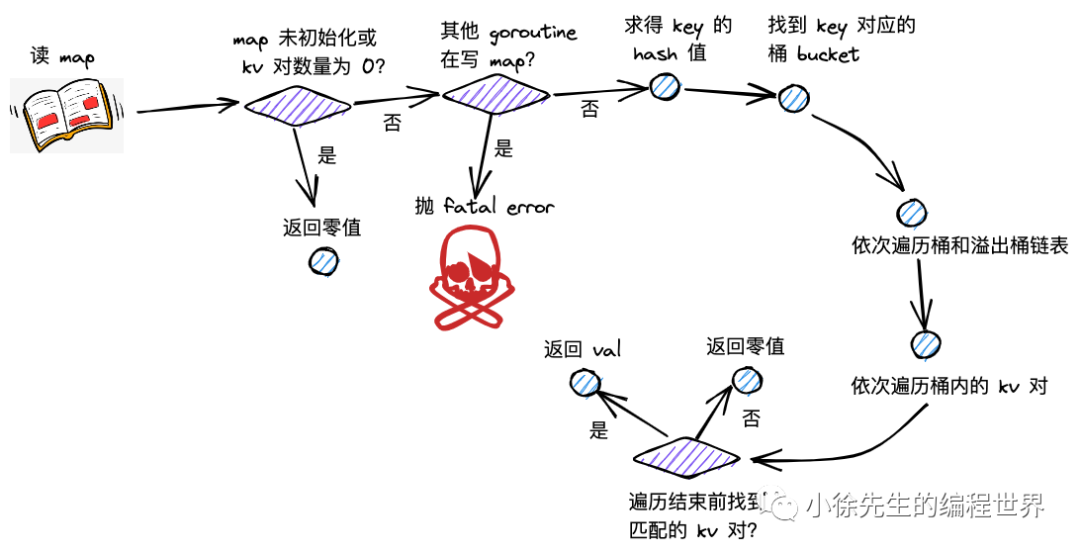 读 map
map 未初始化或
kv 对数量为 0?
否
是
返回零值
其他 goroutine
在写 map?
否
是
抛 fatal error
求得 key 的
hash 值
找到 key 对应的
桶 bucket
依次遍历桶和溢出桶链表
依次遍历桶内的 kv 对
遍历结束前找到
匹配的 kv 对?
是
返回 val
否
返回零值
小徐先生的编程世界